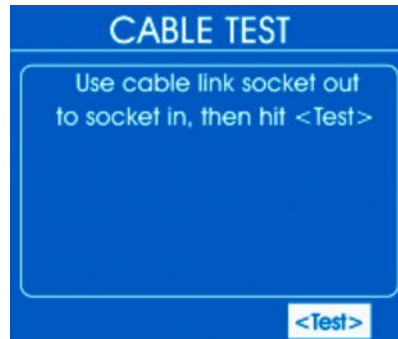 CABLE TEST
Use cable link socket out
to socket in, then hit <Test>
<Test>